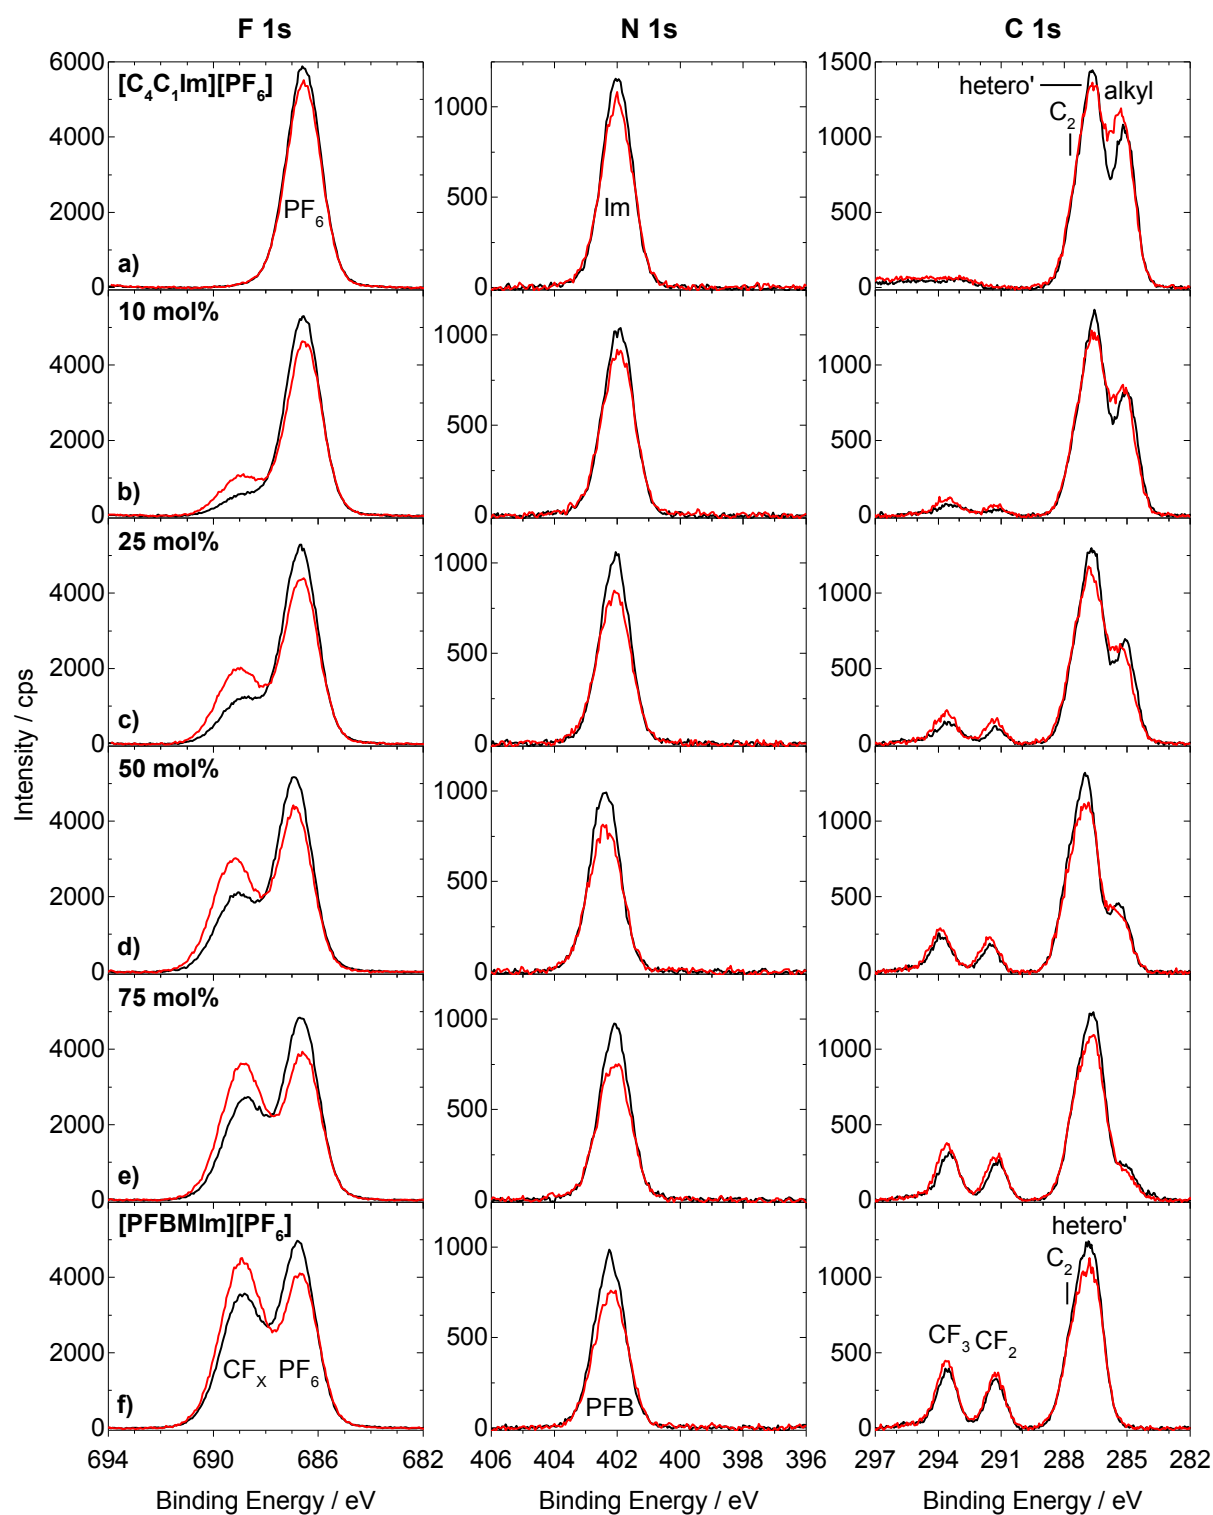 F 1s N 1s C 1s
[C₄C₁Im][PF₆]
6000
4000
2000
0
PF₆
a)
1000
500
0
Im
1500
1000
500
0
hetero'
alkyl
C₂
10 mol%
4000
2000
0
b)
1000
500
0
1000
500
0
25 mol%
4000
2000
0
c)
1000
500
0
1500
1000
500
0
50 mol%
4000
2000
0
d)
1000
500
0
1000
500
0
75 mol%
4000
2000
0
e)
1000
500
0
1000
500
0
[PFBMIm][PF₆]
4000
2000
0
CFₓ PF₆
f)
1000
500
0
PFB
1000
500
0
hetero'
C₂
CF₃ CF₂
Intensity / cps
694 690 686 682
406 404 402 400 398 396
297 294 291 288 285 282
Binding Energy / eV Binding Energy / eV Binding Energy / eV